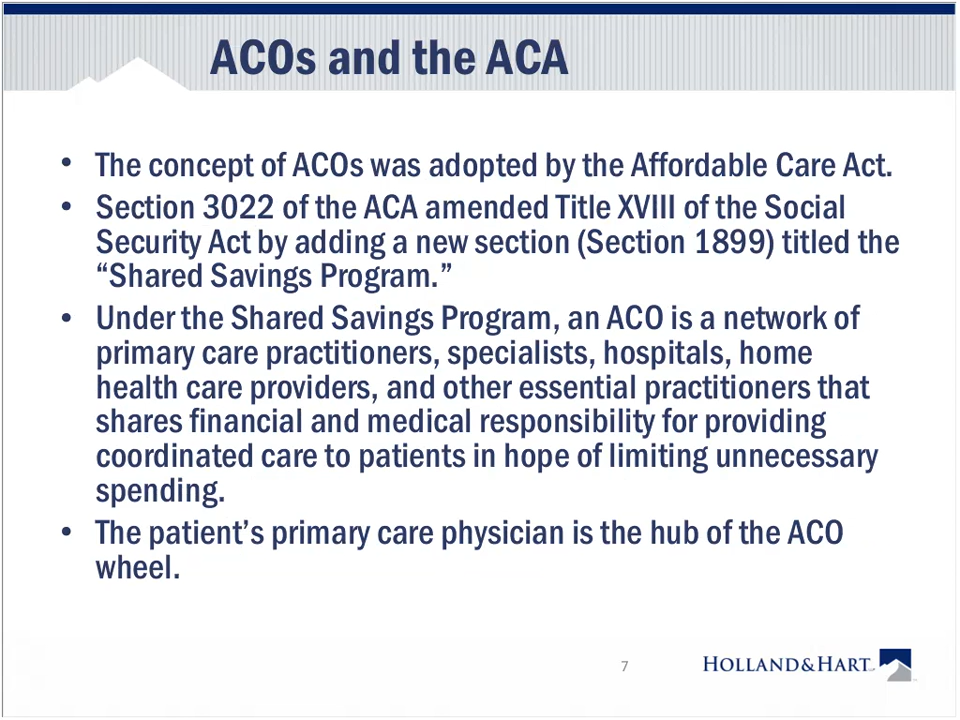 ACOs and the ACA
• The concept of ACOs was adopted by the Affordable Care Act.
• Section 3022 of the ACA amended Title XVIII of the Social
Security Act by adding a new section (Section 1899) titled the
“Shared Savings Program.”
• Under the Shared Savings Program, an ACO is a network of
primary care practitioners, specialists, hospitals, home
health care providers, and other essential practitioners that
shares financial and medical responsibility for providing
coordinated care to patients in hope of limiting unnecessary
spending.
• The patient’s primary care physician is the hub of the ACO
wheel.
7
HOLLAND&HART